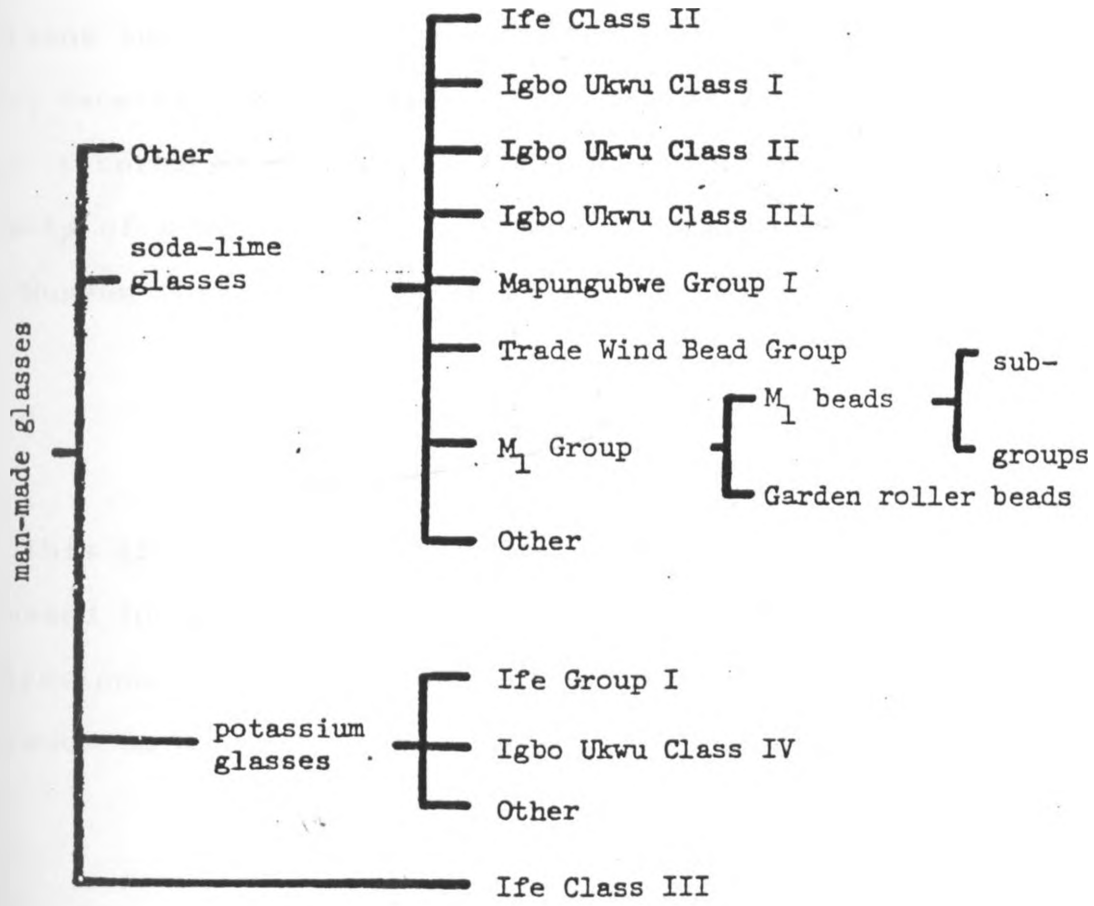 Ife Class II
Igbo Ukwu Class I
Igbo Ukwu Class II
Igbo Ukwu Class III
Mapungubwe Group I
Trade Wind Bead Group
M1 Group
Other
Other
soda-lime
glasses
man-made glasses
M1 beads
Garden roller beads
sub-
groups
potassium
glasses
Ife Group I
Igbo Ukwu Class IV
Other
Ife Class III